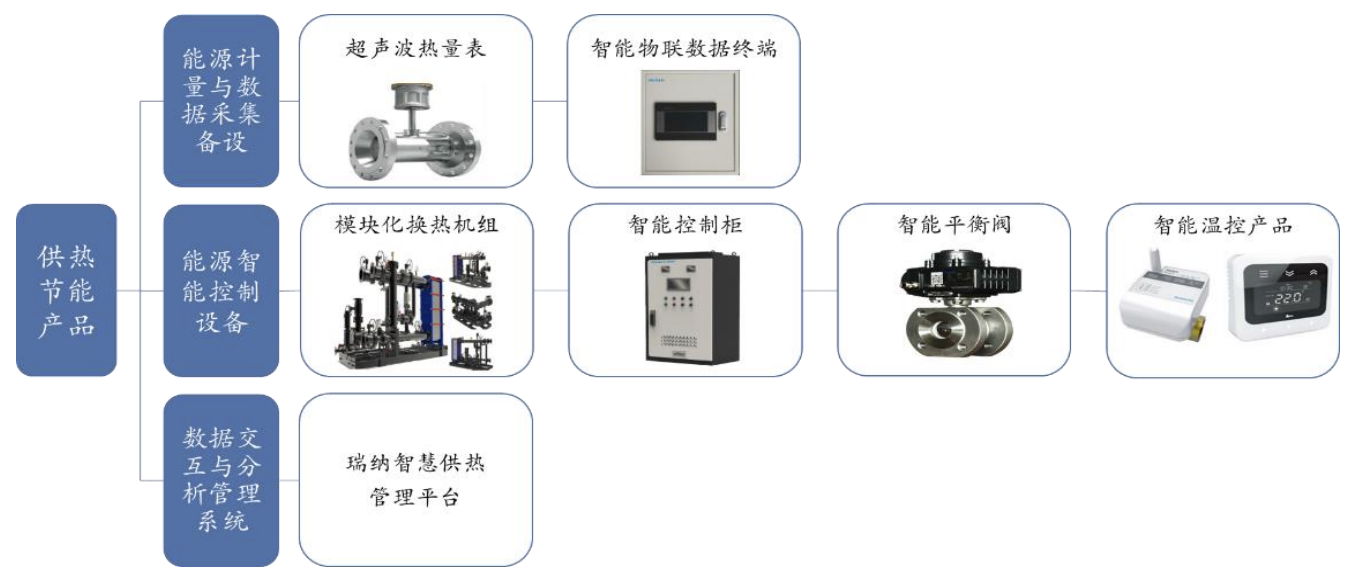 供热
节能
产品
能源计
量与数
据采集
备设
超声波热量表
智能物联数据终端
能源智
能控制
设备
模块化换热机组
智能控制柜
智能平衡阀
智能温控产品
22.0
数据交
互与分
析管理
系统
瑞纳智慧供热
管理平台